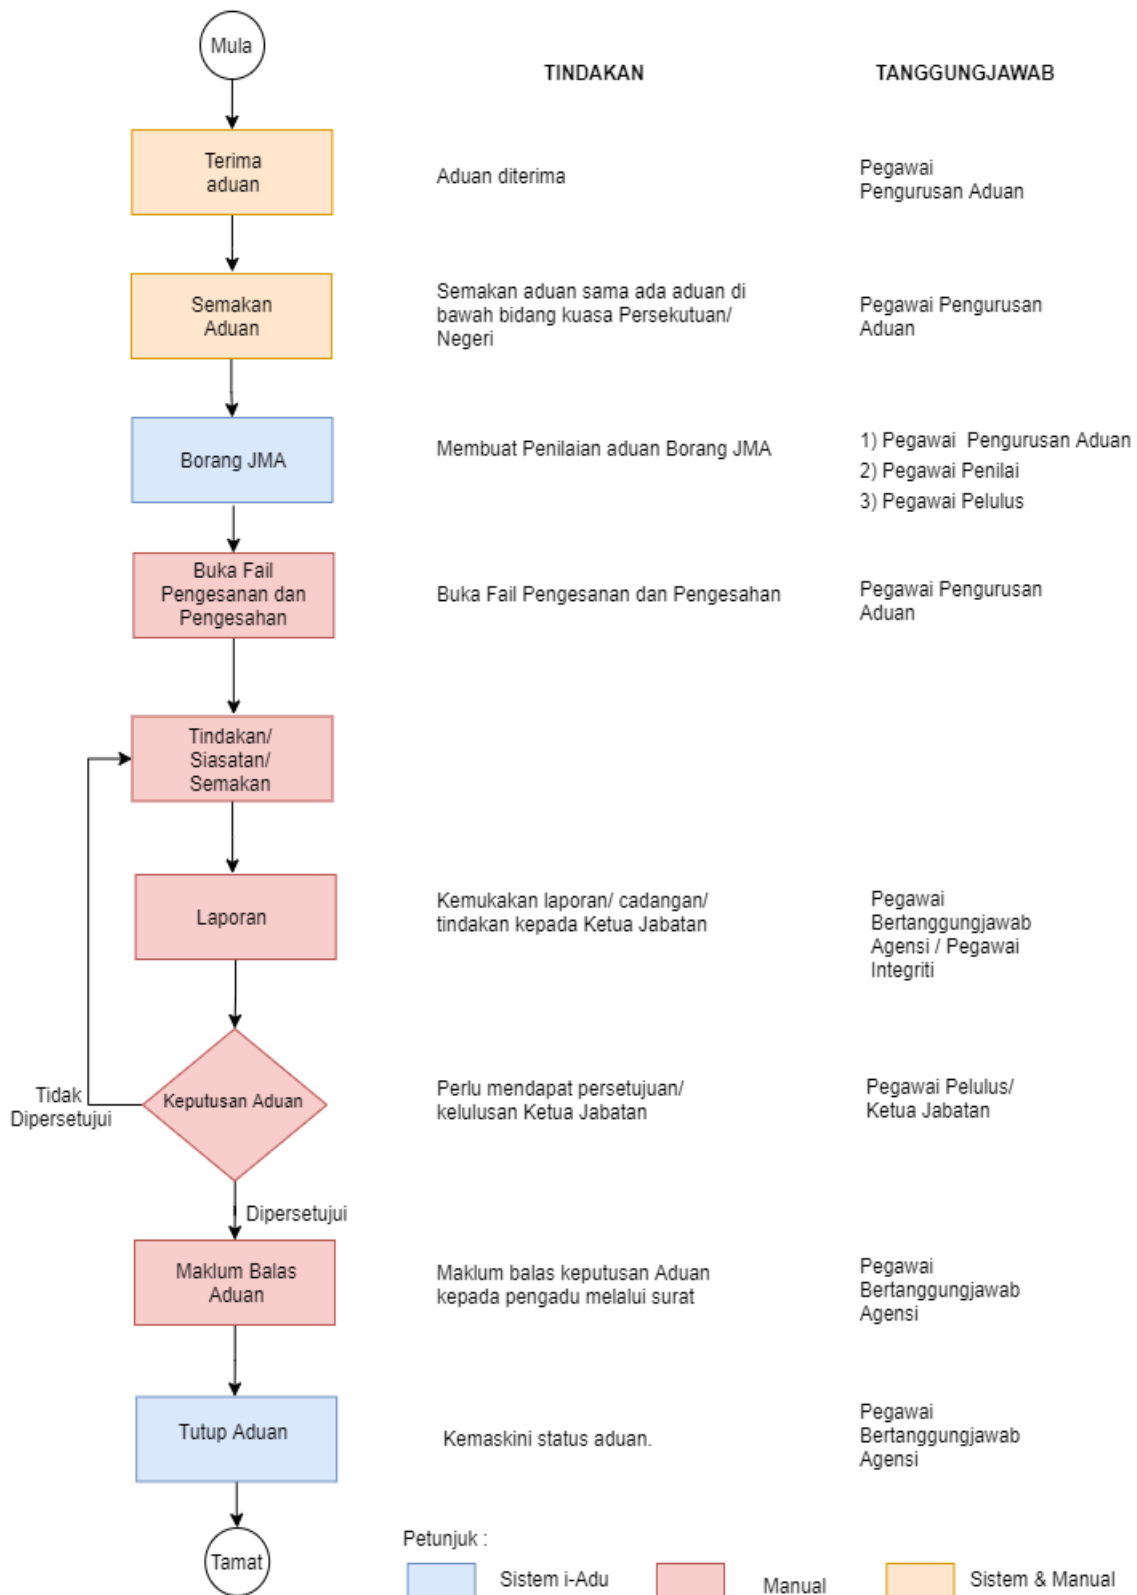 Mula
TINDAKAN
TANGGUNGJAWAB
Terima
aduan
Aduan diterima
Pegawai
Pengurusan Aduan
Semakan
Aduan
Semakan aduan sama ada aduan di
bawah bidang kuasa Persekutuan/
Negeri
Pegawai Pengurusan
Aduan
Borang JMA
Membuat Penilaian aduan Borang JMA
1) Pegawai Pengurusan Aduan
2) Pegawai Penilai
3) Pegawai Pelulus
Buka Fail
Pengesanan dan
Pengesahan
Buka Fail Pengesanan dan Pengesahan
Pegawai Pengurusan
Aduan
Tindakan/
Siasatan/
Semakan
Laporan
Kemukakan laporan/ cadangan/
tindakan kepada Ketua Jabatan
Pegawai
Bertanggungjawab
Agensi / Pegawai
Integriti
Tidak
Dipersetujui
Keputusan Aduan
Perlu mendapat persetujuan/
kelulusan Ketua Jabatan
Pegawai Pelulus/
Ketua Jabatan
Dipersetujui
Maklum Balas
Aduan
Maklum balas keputusan Aduan
kepada pengadu melalui surat
Pegawai
Bertanggungjawab
Agensi
Tutup Aduan
Kemaskini status aduan.
Pegawai
Bertanggungjawab
Agensi
Tamat
Petunjuk :
Sistem i-Adu
Manual
Sistem & Manual